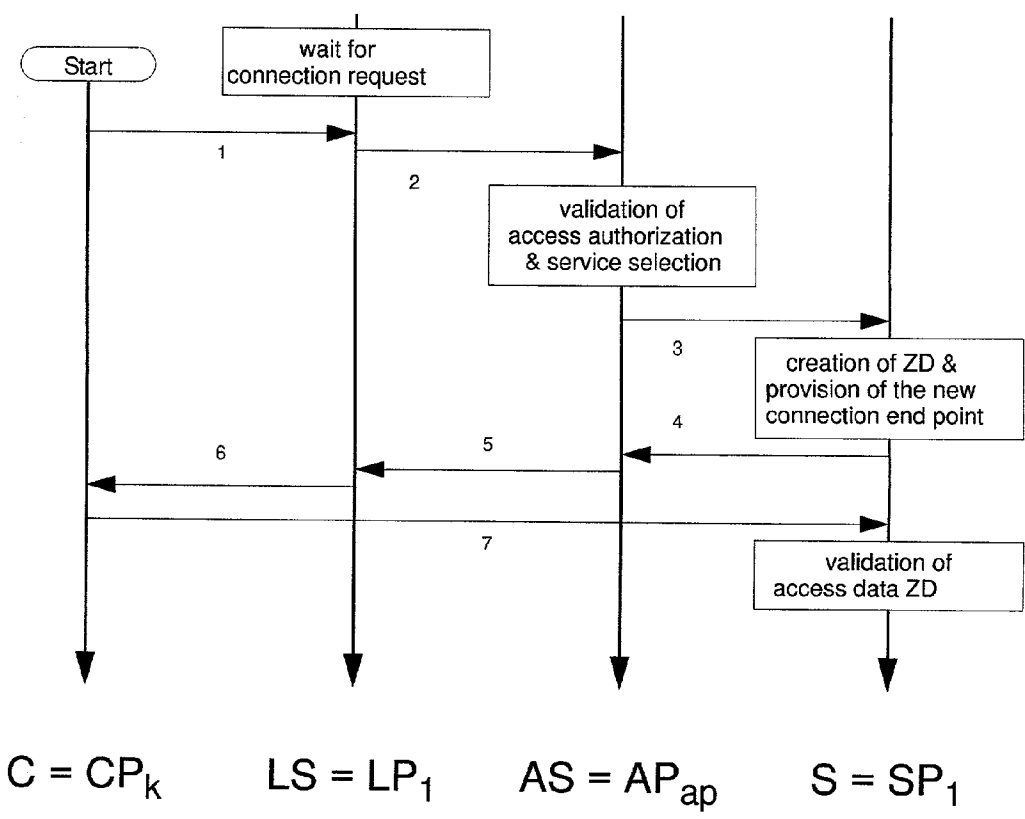 Start
wait for
connection request
1
2
validation of
access authorization
& service selection
3
creation of ZD &
provision of the new
connection end point
4
5
6
7
validation of
access data ZD
C = CPk
LS = LP1
AS = APap
S = SP1